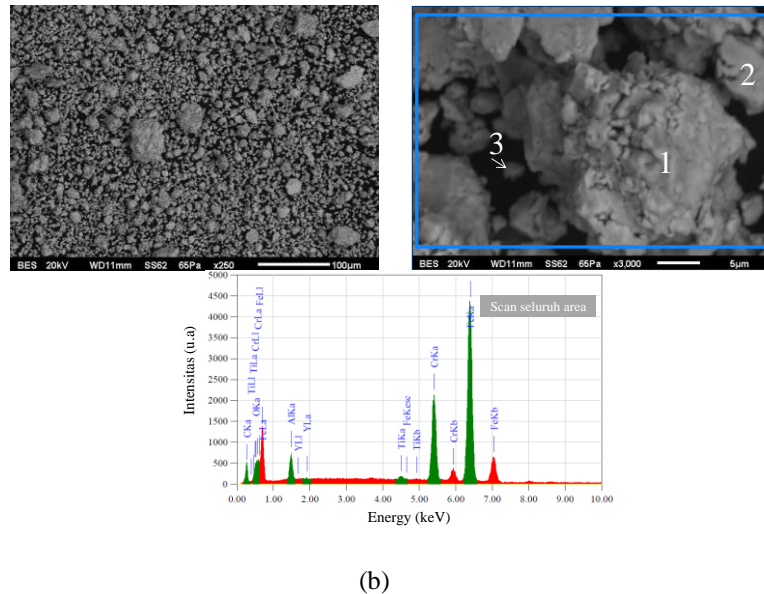 2
3
1
BES 20kV WD11mm SS62 65Pa x250 100µm
BES 20kV WD11mm SS62 65Pa x3,000 5µm
Scan seluruh area
Intensitas (u.a)
5000
4500
4000
3500
3000
2500
2000
1500
1000
500
0
CKa
TiLl
OKa
TiLa
CrLl
CrLa
FeLl
FeLa
AlKa
YLl
YLa
TiKa
FeKesc
TiKb
CrKa
CrKb
FeKa
FeKb
0.00 1.00 2.00 3.00 4.00 5.00 6.00 7.00 8.00 9.00 10.00
Energy (keV)
(b)